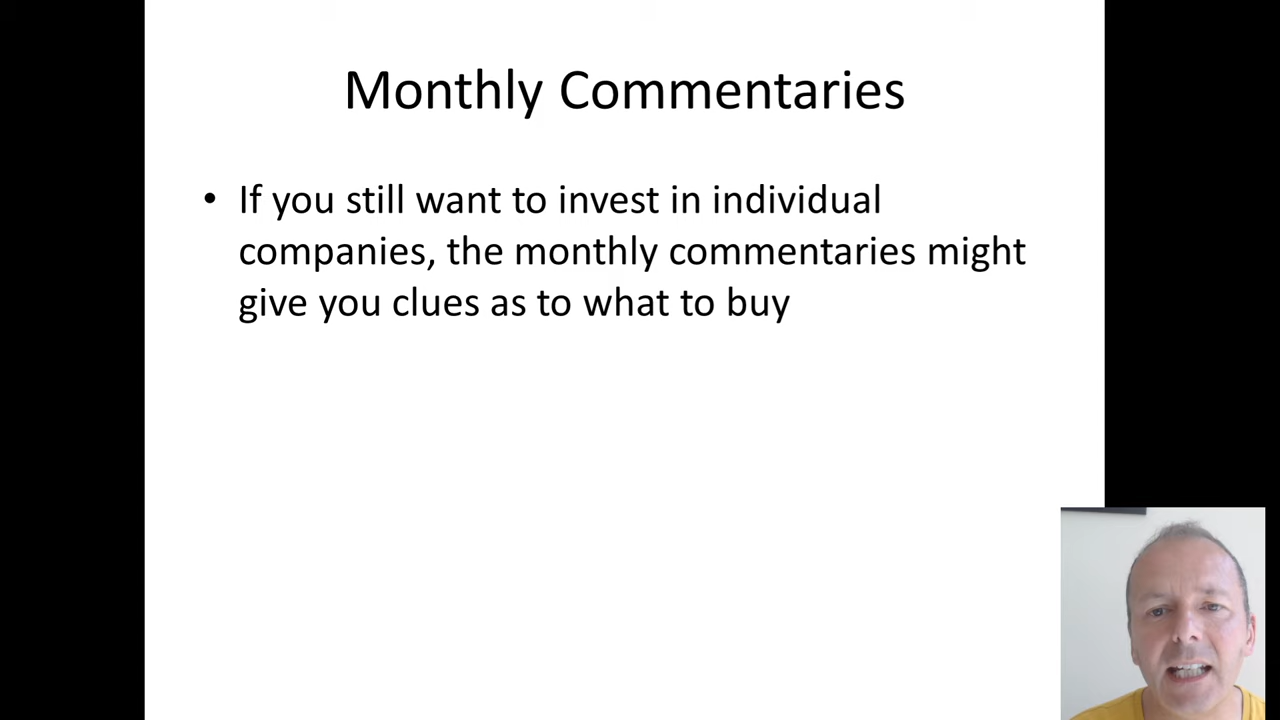 Monthly Commentaries
• If you still want to invest in individual
companies, the monthly commentaries might
give you clues as to what to buy